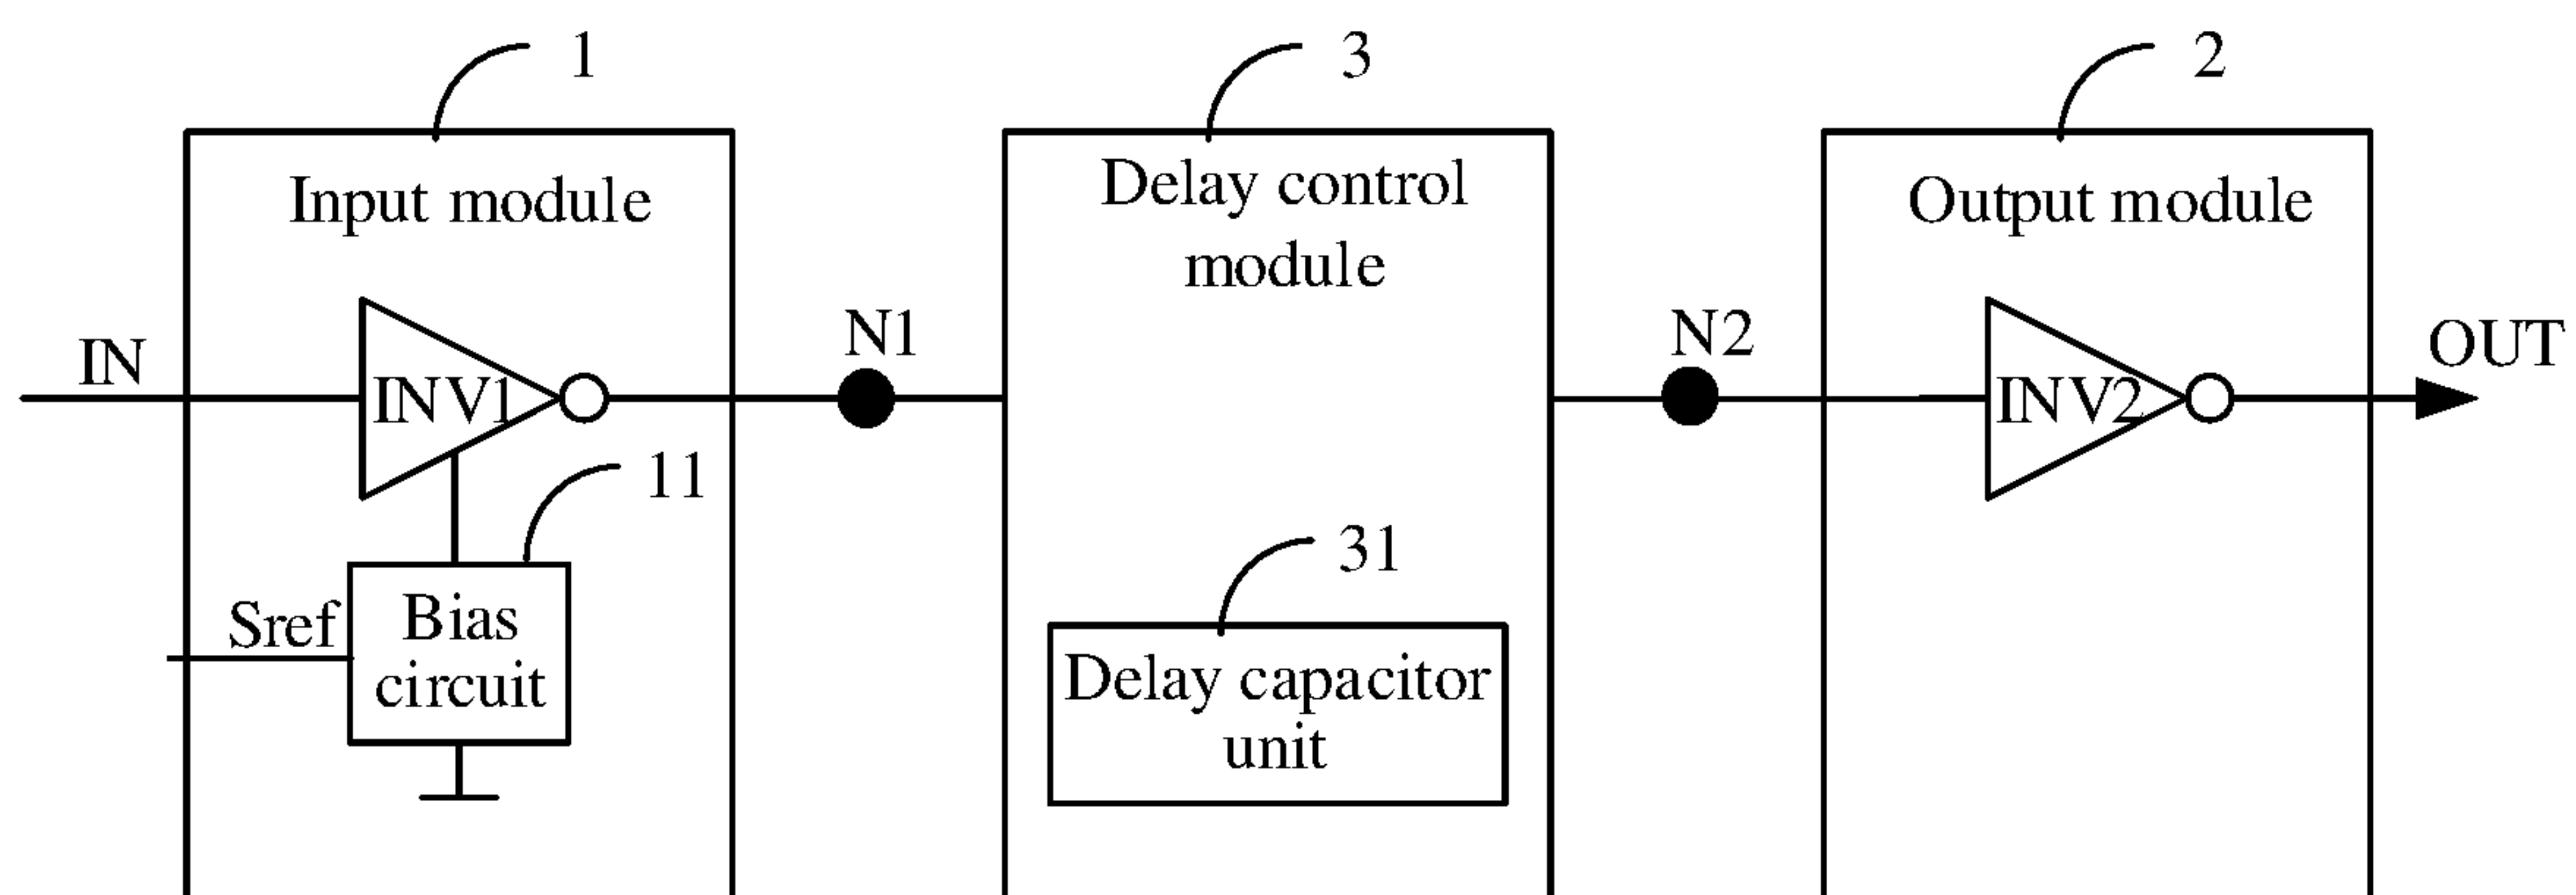 1
3
2
Input module
Delay control
module
Output module
IN
INV1
N1
N2
INV2
OUT
11
31
Sref
Bias
circuit
Delay capacitor
unit